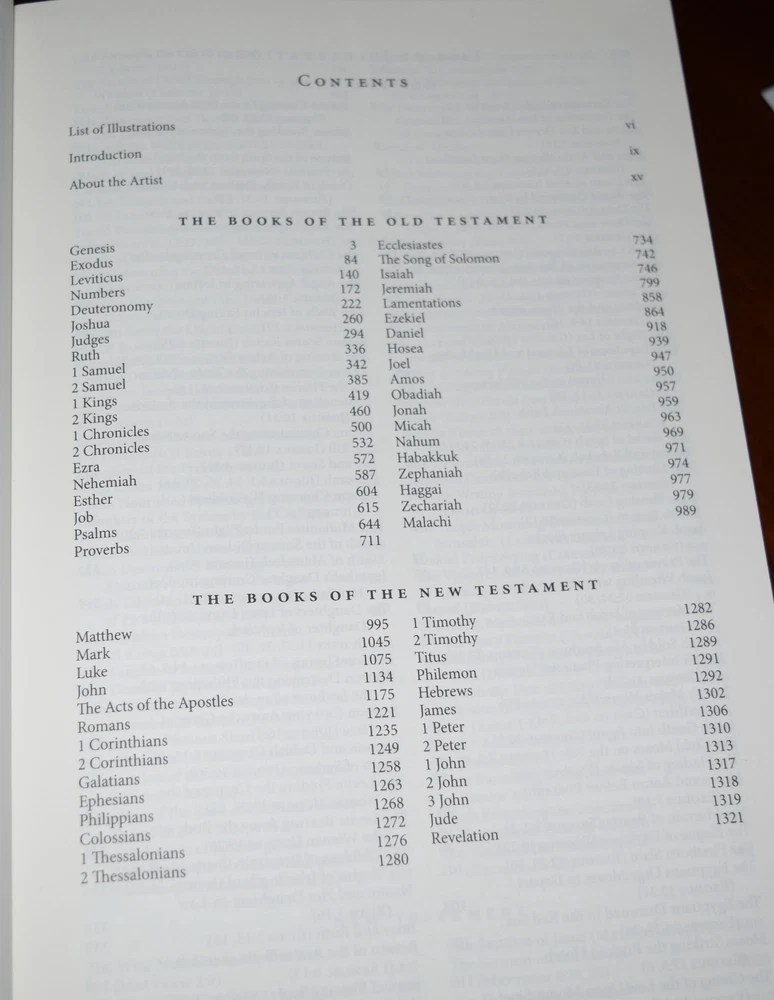 CONTENTS
List of Illustrations vi
Introduction ix
About the Artist xv
THE BOOKS OF THE OLD TESTAMENT
Genesis 3
Exodus 84
Leviticus 140
Numbers 172
Deuteronomy 222
Joshua 260
Judges 294
Ruth 336
1 Samuel 342
2 Samuel 385
1 Kings 419
2 Kings 460
1 Chronicles 500
2 Chronicles 532
Ezra 572
Nehemiah 587
Esther 604
Job 615
Psalms 644
Proverbs 711
Ecclesiastes 734
The Song of Solomon 742
Isaiah 746
Jeremiah 799
Lamentations 858
Ezekiel 864
Daniel 918
Hosea 939
Joel 947
Amos 950
Obadiah 957
Jonah 959
Micah 963
Nahum 969
Habakkuk 971
Zephaniah 974
Haggai 977
Zechariah 979
Malachi 989
THE BOOKS OF THE NEW TESTAMENT
Matthew 995
Mark 1045
Luke 1075
John 1134
The Acts of the Apostles 1175
Romans 1221
1 Corinthians 1235
2 Corinthians 1249
Galatians 1258
Ephesians 1263
Philippians 1268
Colossians 1272
1 Thessalonians 1276
2 Thessalonians 1280
1 Timothy 1282
2 Timothy 1286
Titus 1289
Philemon 1291
Hebrews 1292
James 1302
1 Peter 1306
2 Peter 1310
1 John 1313
2 John 1317
3 John 1318
Jude 1319
Revelation 1321